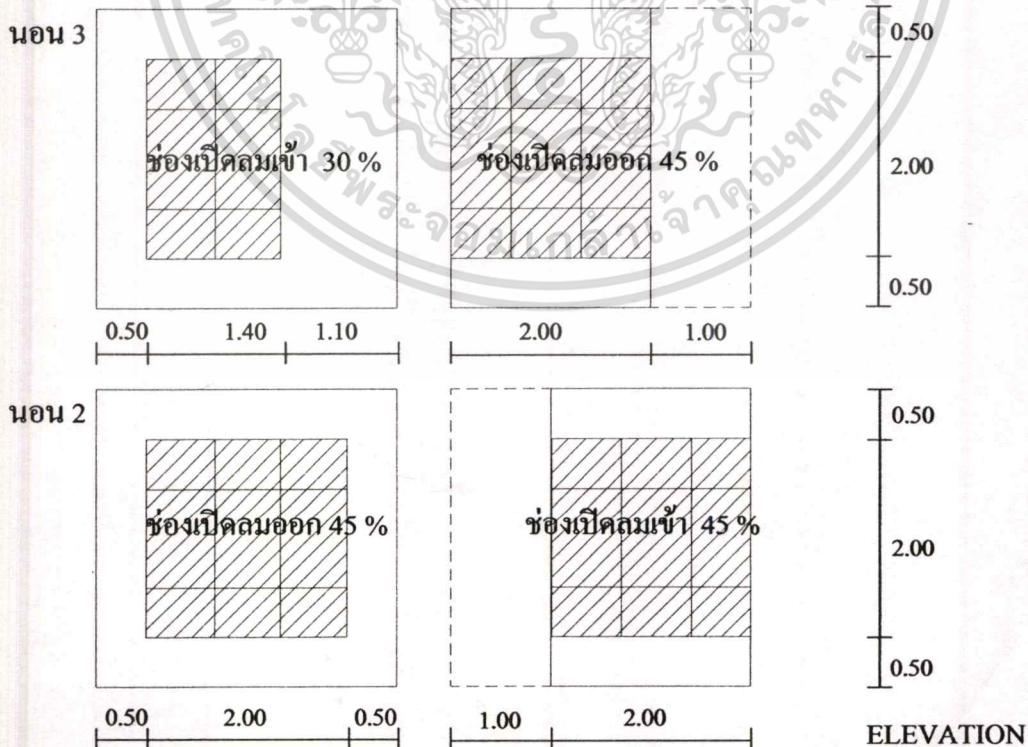 นอน 3
ช่องเปิดลมเข้า 30 %
ช่องเปิดลมออก 45 %
0.50
2.00
0.50
0.50 1.40 1.10
2.00 1.00
นอน 2
ช่องเปิดลมออก 45 %
ช่องเปิดลมเข้า 45 %
0.50
2.00
0.50
0.50 2.00 0.50
1.00 2.00
ELEVATION